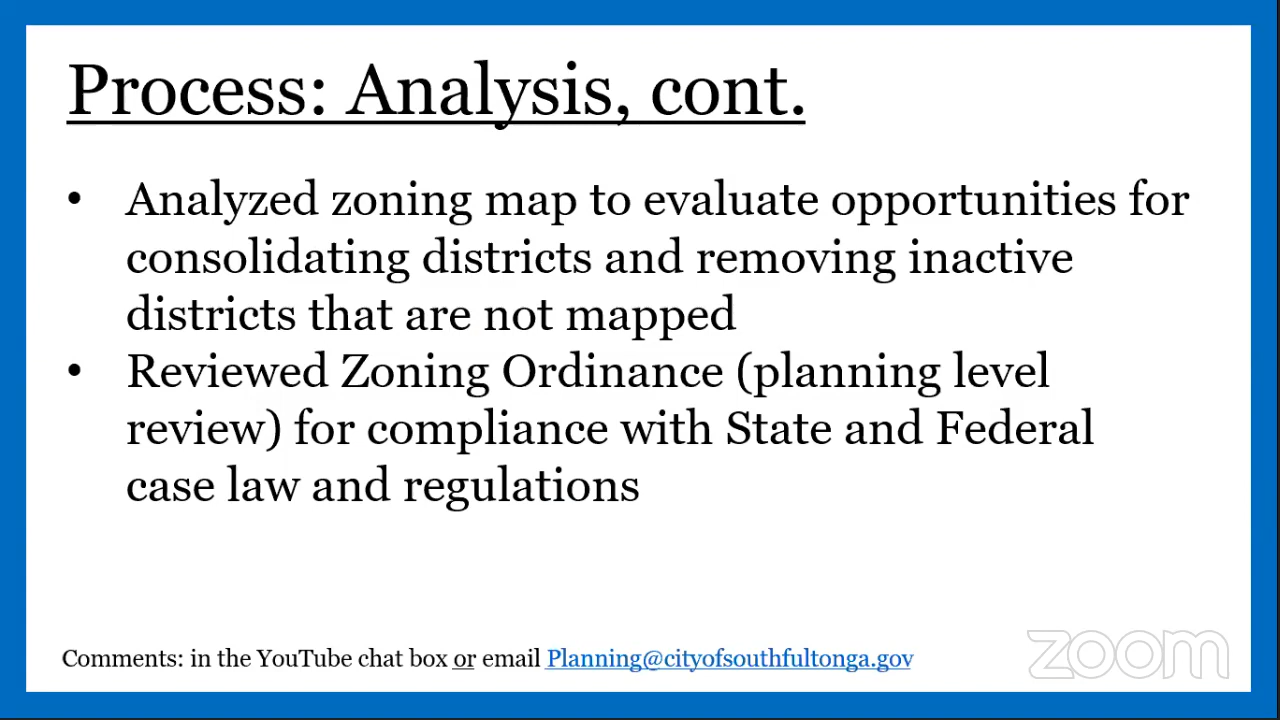 Process: Analysis, cont.
• Analyzed zoning map to evaluate opportunities for
consolidating districts and removing inactive
districts that are not mapped
• Reviewed Zoning Ordinance (planning level
review) for compliance with State and Federal
case law and regulations
Comments: in the YouTube chat box or email Planning@cityofsouthfultonga.gov
zoom